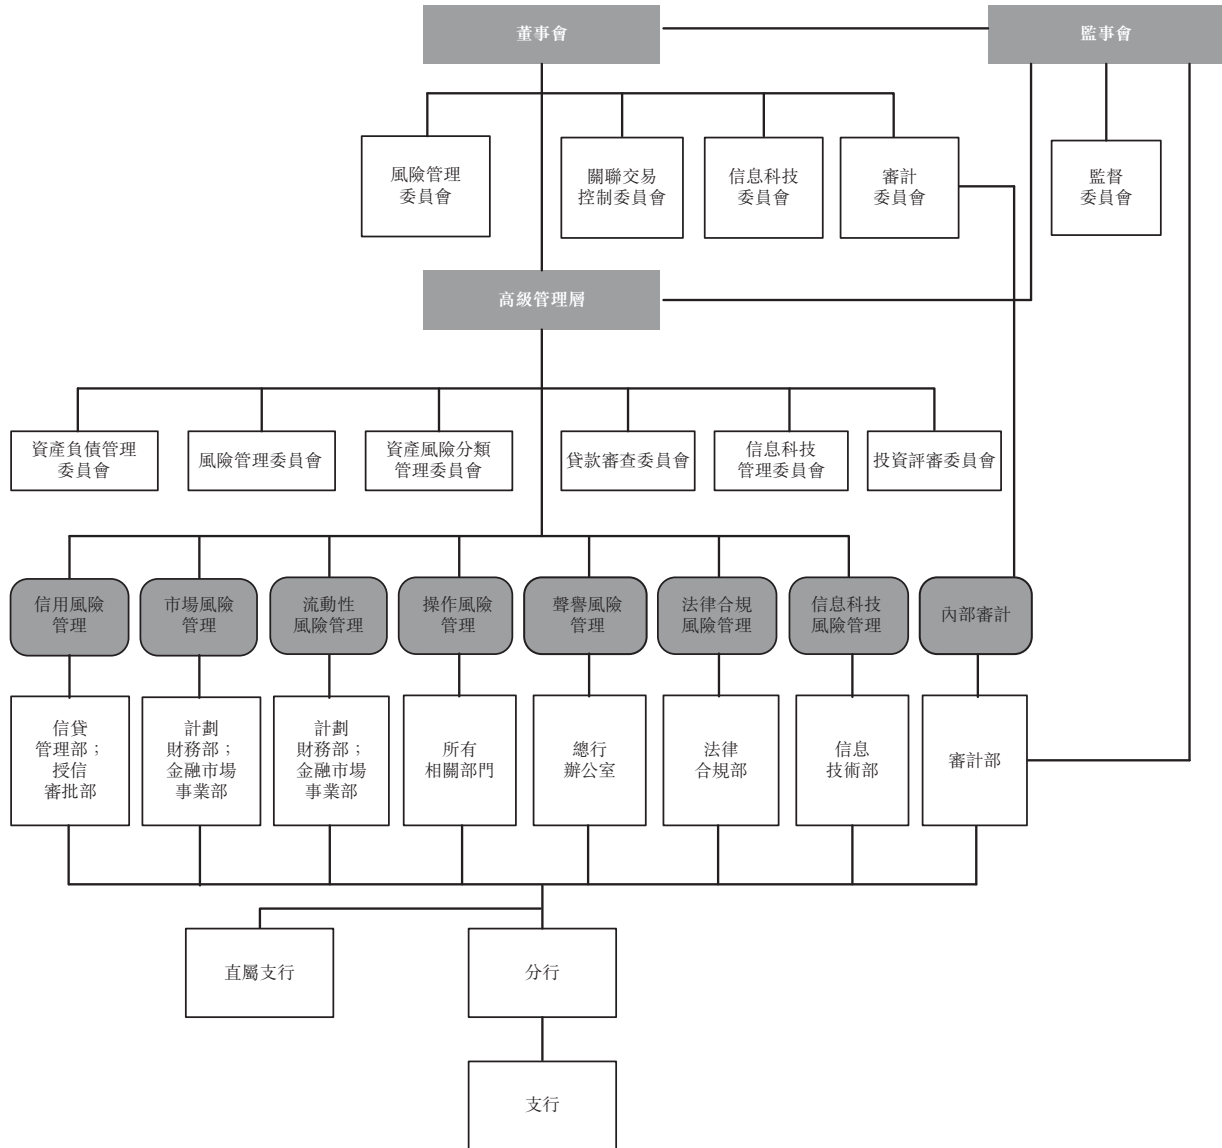 董事會
監事會
風險管理
委員會
關聯交易
控制委員會
信息科技
委員會
審計
委員會
監督
委員會
高級管理層
資產負債管理
委員會
風險管理委員會
資產風險分類
管理委員會
貸款審查委員會
信息科技
管理委員會
投資評審委員會
信用風險
管理
市場風險
管理
流動性
風險管理
操作風險
管理
聲譽風險
管理
法律合規
風險管理
信息科技
風險管理
內部審計
信貸
管理部；
授信
審批部
計劃
財務部；
金融市場
事業部
計劃
財務部；
金融市場
事業部
所有
相關部門
總行
辦公室
法律
合規部
信息
技術部
審計部
直屬支行
分行
支行